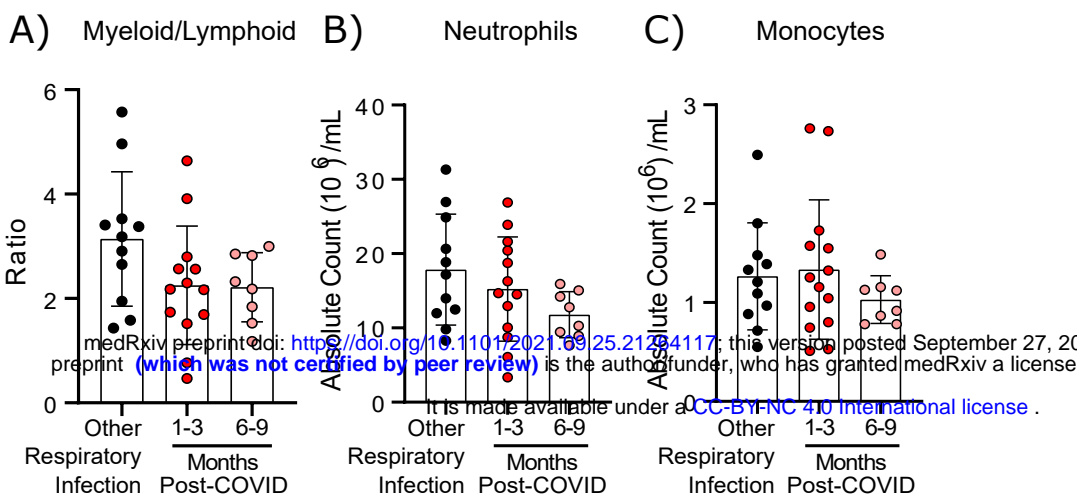 A) Myeloid/Lymphoid B) Neutrophils C) Monocytes
Ratio
6
4
2
0
Other
Respiratory
Infection
1-3 6-9
Months
Post-COVID
Absolute Count (10 6 ) /mL
40
30
20
10
0
Other
Respiratory
Infection
1-3 6-9
Months
Post-COVID
Absolute Count (10 6 ) /mL
3
2
1
0
Other
Respiratory
Infection
1-3 6-9
Months
Post-COVID
medRxiv preprint doi: https://doi.org/10.1101/2021.09.25.21264117; this version posted September 27, 20
preprint (which was not certified by peer review) is the author/funder, who has granted medRxiv a license
It is made available under a CC-BY-NC 4.0 International license .